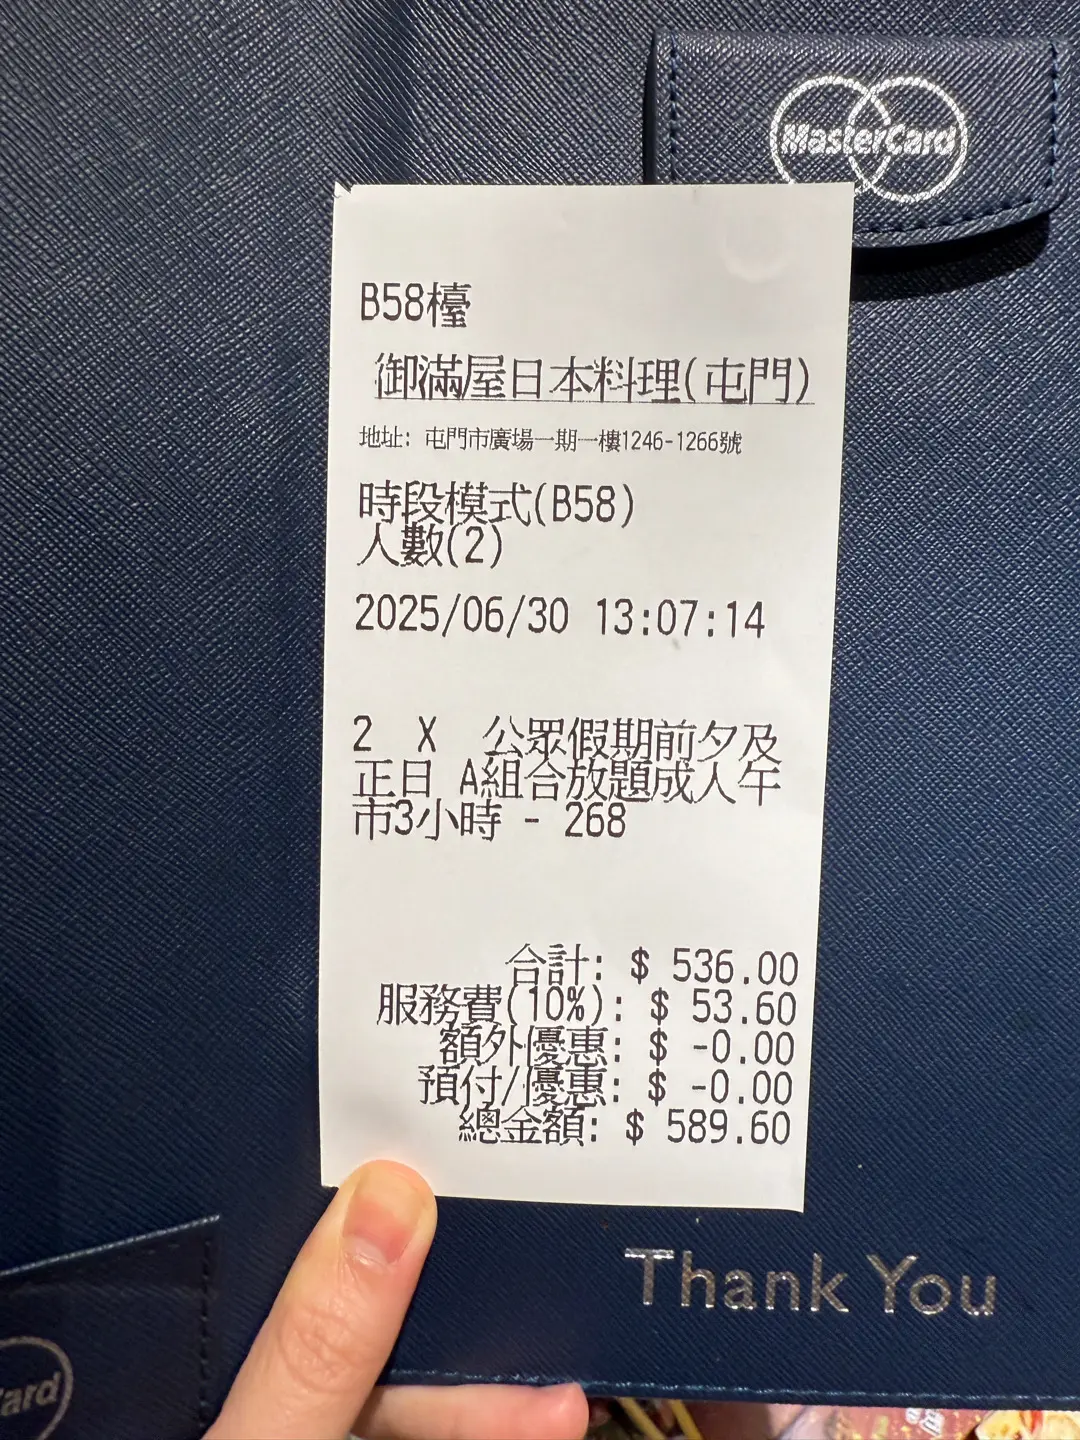 MasterCard
B58檯
御滿屋日本料理(屯門)
地址: 屯門市廣場一期一樓1246-1266號
時段模式(B58)
人數(2)
2025/06/30 13:07:14
2 X 公眾假期前夕及
正日 A組合放題成人午
市3小時 - 268
合計: $ 536.00
服務費(10%): $ 53.60
額外優惠: $ -0.00
預付/優惠: $ -0.00
總金額: $ 589.60
Thank You
ard